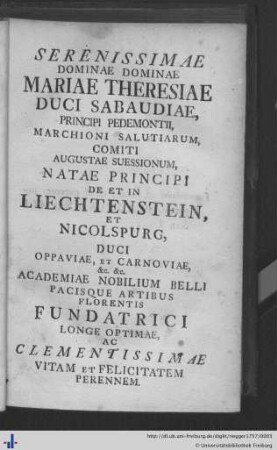 SERENISSIMAE
DOMINAE DOMINAE
MARIAE THERESIAE
DUCI SABAUDIAE,
PRINCIPI PEDEMONTII,
MARCHIONI SALUTIARUM,
COMITI
AUGUSTAE SUESSIONUM,
NATAE PRINCIPI
DE ET IN
LIECHTENSTEIN,
ET
NICOLSPURG,
DUCI
OPPAVIAE, ET CARNOVIAE,
&c. &c.
ACADEMIAE NOBILIUM BELLI
PACISQUE ARTIBUS
FLORENTIS
FUNDATRICI
LONGE OPTIMAE,
AC
CLEMENTISSIMAE
VITAM ET FELICITATEM
PERENNEM.
http://dl.ub.uni-freiburg.de/diglit/regger1757/0003
© Universitätsbibliothek Freiburg